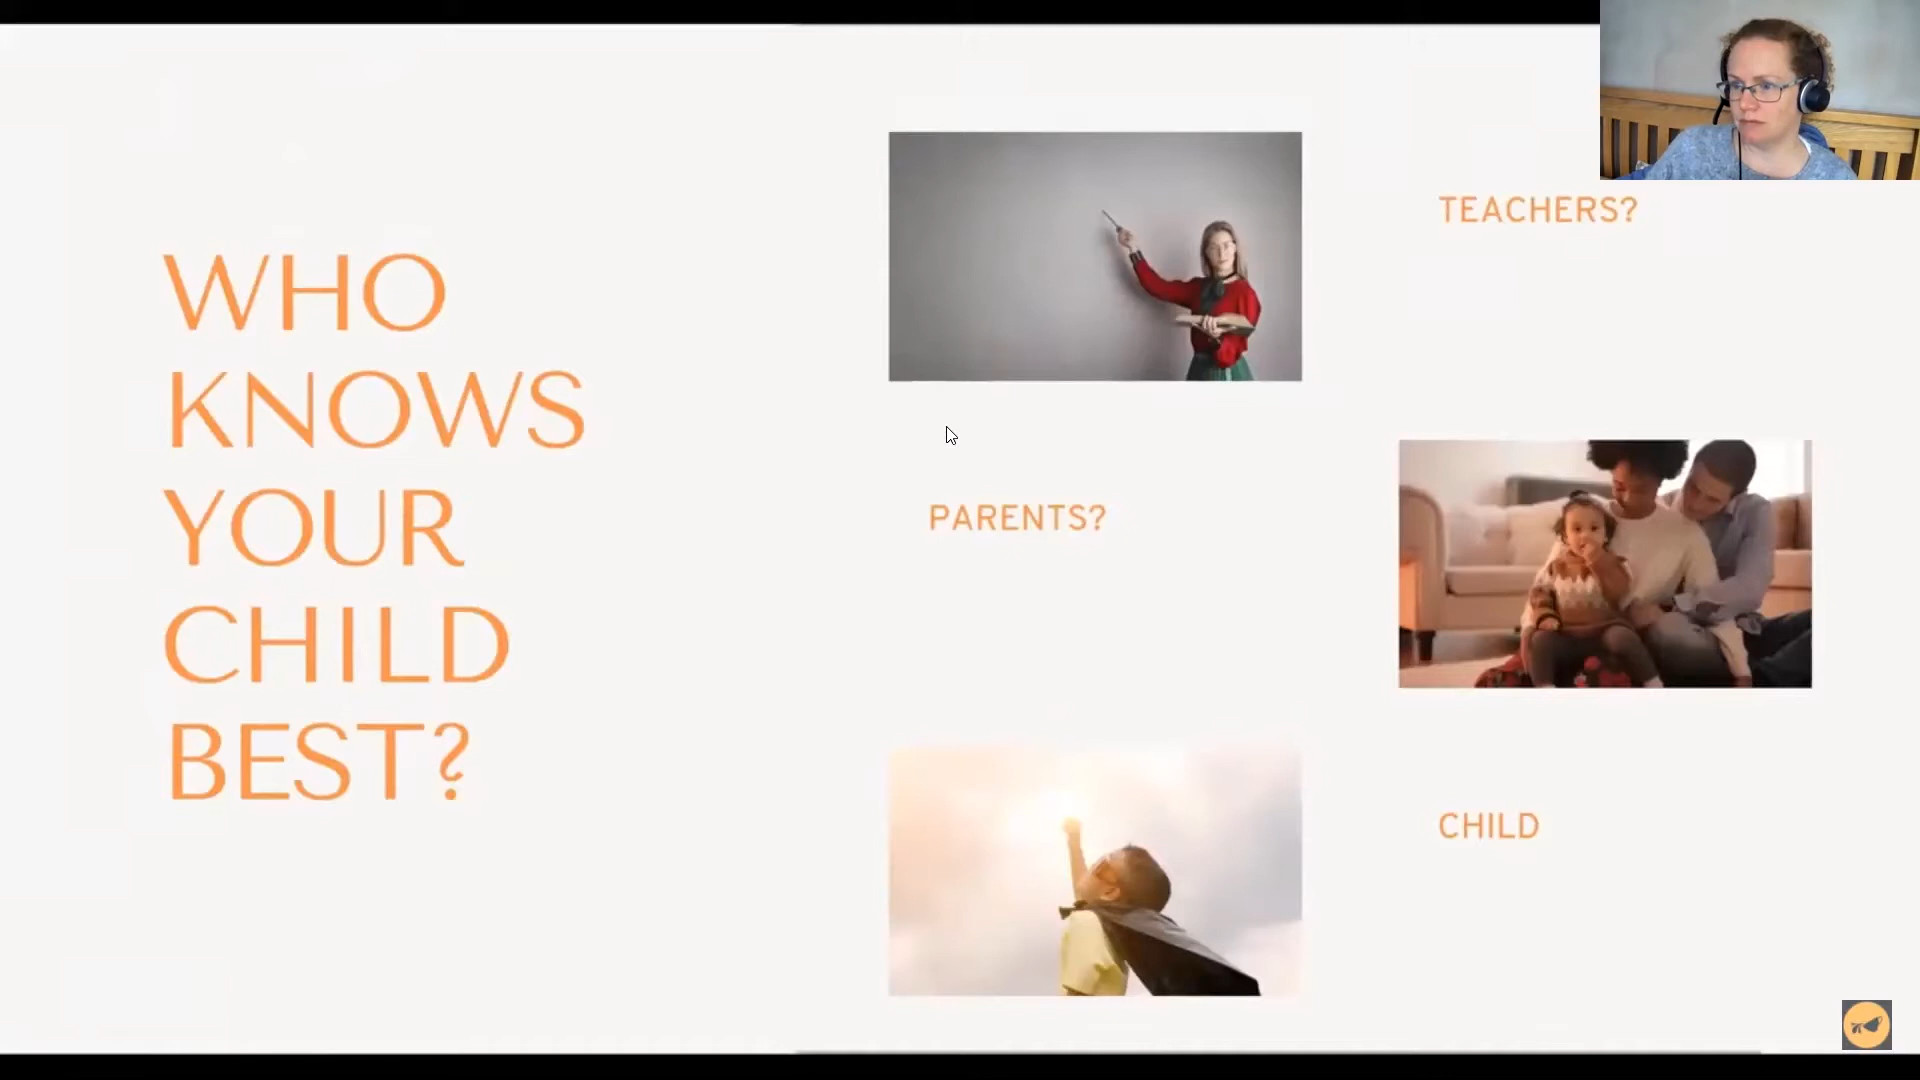 WHO
KNOWS
YOUR
CHILD
BEST?
TEACHERS?
PARENTS?
CHILD